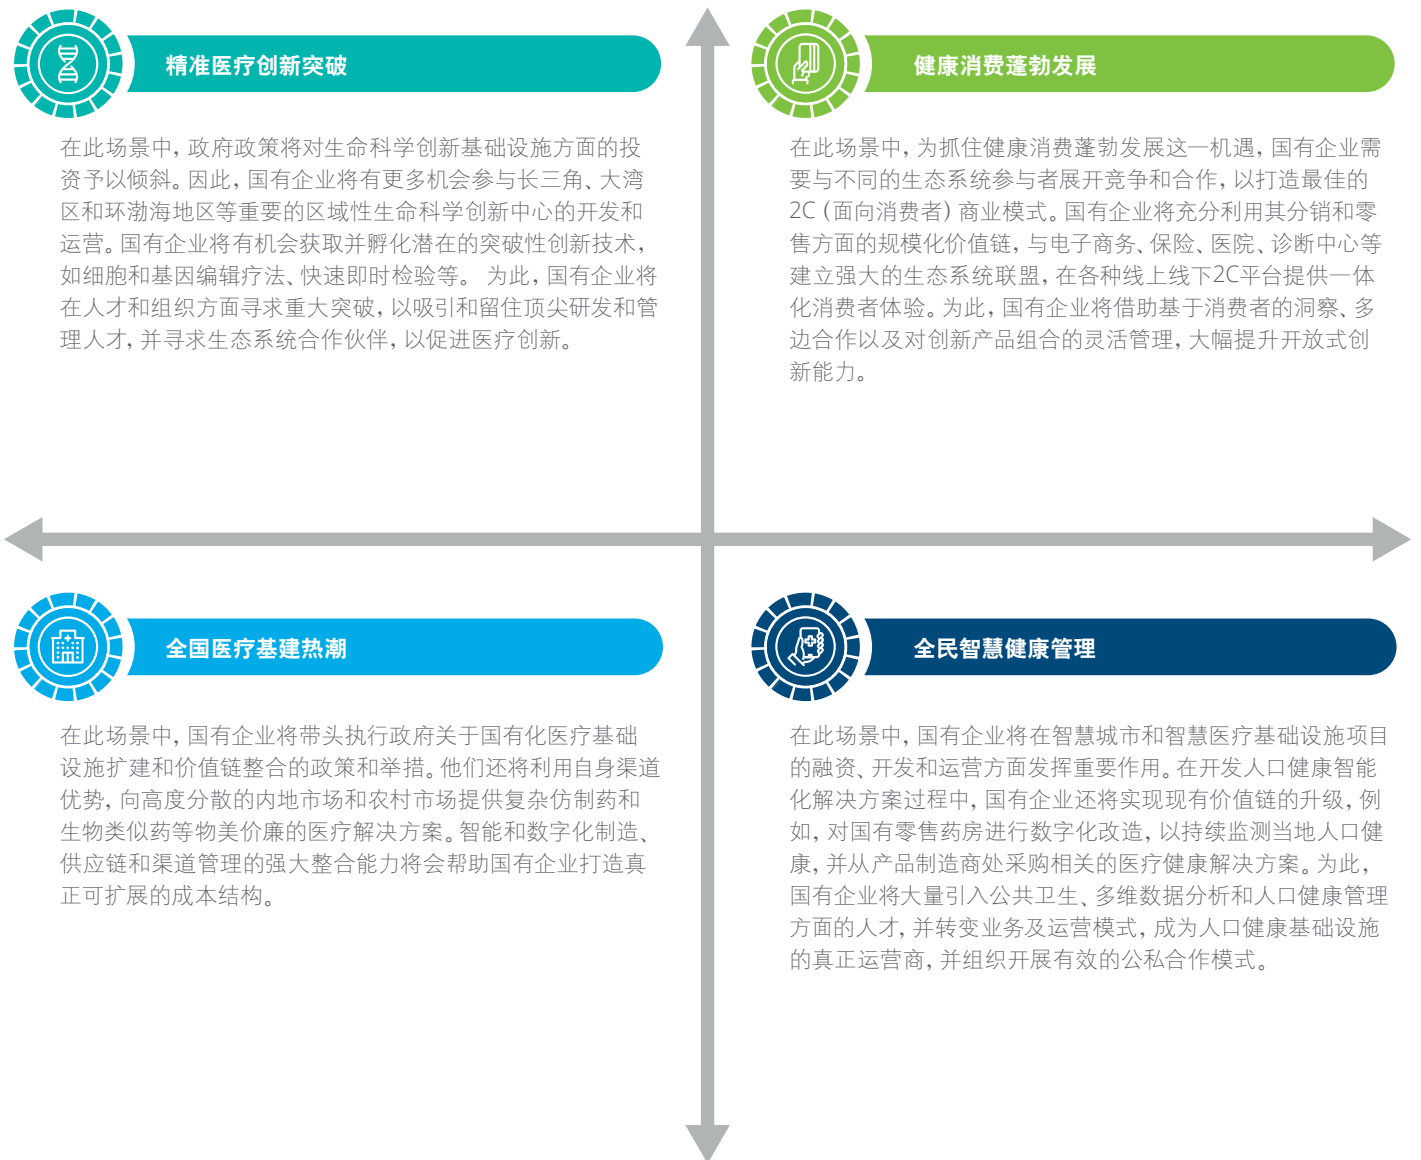 精准医疗创新突破
在此场景中，政府政策将对生命科学创新基础设施方面的投
资予以倾斜。因此，国有企业将有更多机会参与长三角、大湾
区和环渤海地区等重要的区域性生命科学创新中心的开发和
运营。国有企业将有机会获取并孵化潜在的突破性创新技术，
如细胞和基因编辑疗法、快速即时检验等。 为此，国有企业将
在人才和组织方面寻求重大突破，以吸引和留住顶尖研发和管
理人才，并寻求生态系统合作伙伴，以促进医疗创新。
健康消费蓬勃发展
在此场景中，为抓住健康消费蓬勃发展这一机遇，国有企业需
要与不同的生态系统参与者展开竞争和合作，以打造最佳的
2C（面向消费者）商业模式。国有企业将充分利用其分销和零
售方面的规模化价值链，与电子商务、保险、医院、诊断中心等
建立强大的生态系统联盟，在各种线上线下2C平台提供一体
化消费者体验。为此，国有企业将借助基于消费者的洞察、多
边合作以及对创新产品组合的灵活管理，大幅提升开放式创
新能力。
全国医疗基建热潮
在此场景中，国有企业将带头执行政府关于国有化医疗基础
设施扩建和价值链整合的政策和举措。他们还将利用自身渠道
优势，向高度分散的内地市场和农村市场提供复杂仿制药和
生物类似药等物美价廉的医疗解决方案。智能和数字化制造、
供应链和渠道管理的强大整合能力将会帮助国有企业打造真
正可扩展的成本结构。
全民智慧健康管理
在此场景中，国有企业将在智慧城市和智慧医疗基础设施项目
的融资、开发和运营方面发挥重要作用。在开发人口健康智能
化解决方案过程中，国有企业还将实现现有价值链的升级，例
如，对国有零售药房进行数字化改造，以持续监测当地人口健
康，并从产品制造商处采购相关的医疗健康解决方案。为此，
国有企业将大量引入公共卫生、多维数据分析和人口健康管理
方面的人才，并转变业务及运营模式，成为人口健康基础设施
的真正运营商，并组织开展有效的公私合作模式。